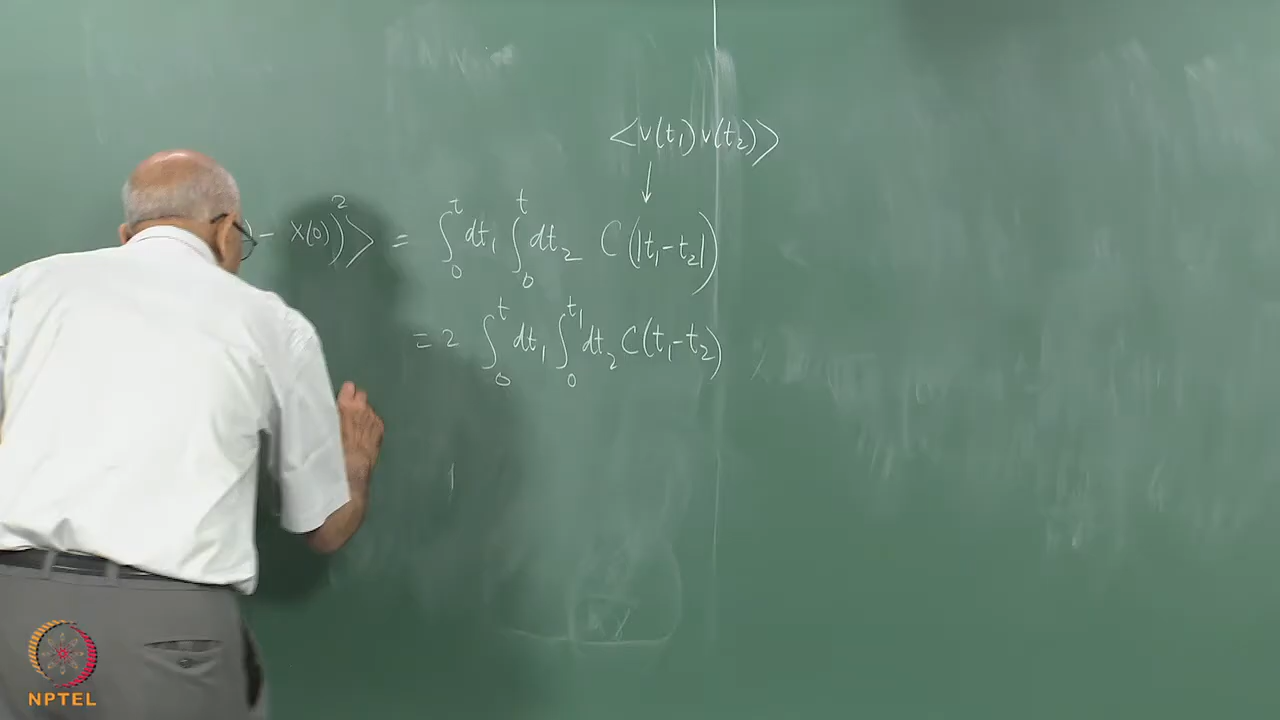 <v(t₁) v(t₂)>
) - X(0))²> = ∫₀ᵗ dt₁ ∫₀ᵗ dt₂ C(|t₁-t₂|)
= 2 ∫₀ᵗ dt₁ ∫₀^t₁ dt₂ C(t₁-t₂)
NPTEL